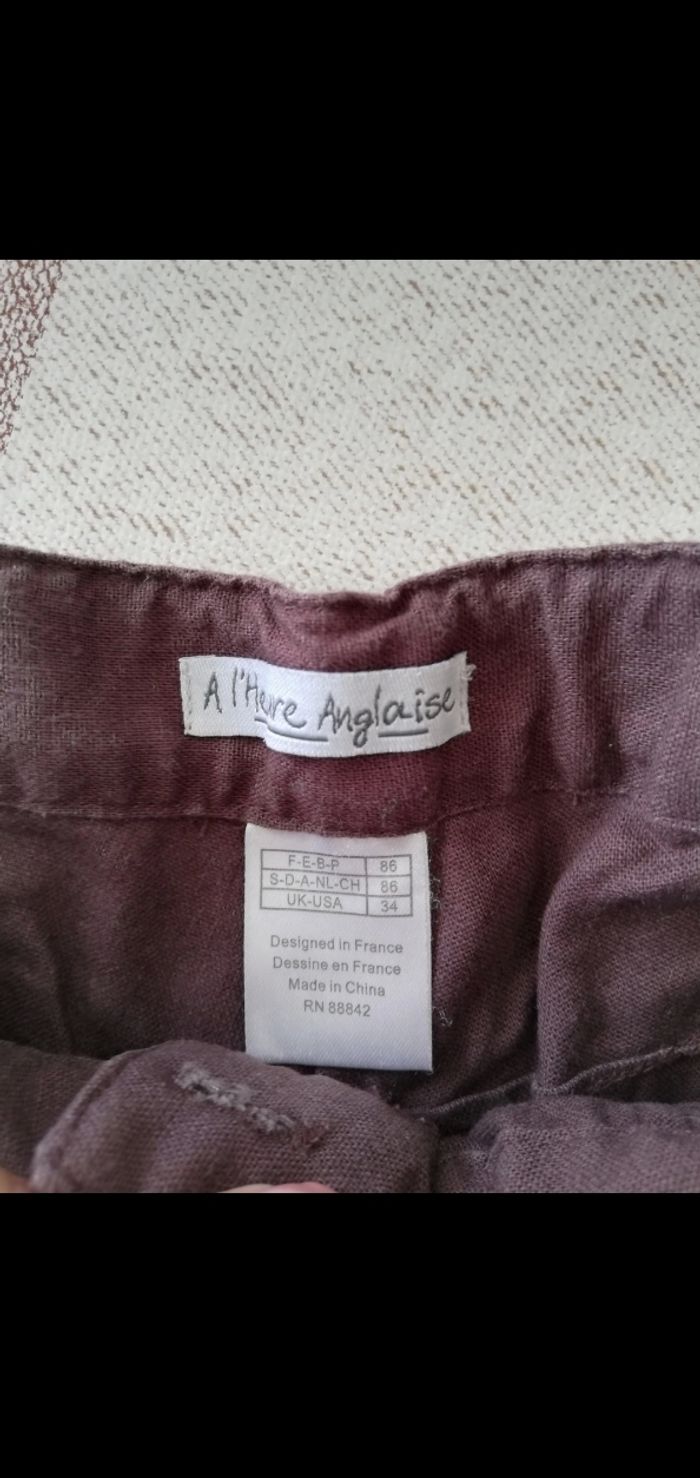 A l'Heure Anglaise
F-E-B-P 86
S-D-A-NL-CH 86
UK-USA 34
Designed in France
Dessine en France
Made in China
RN 88842